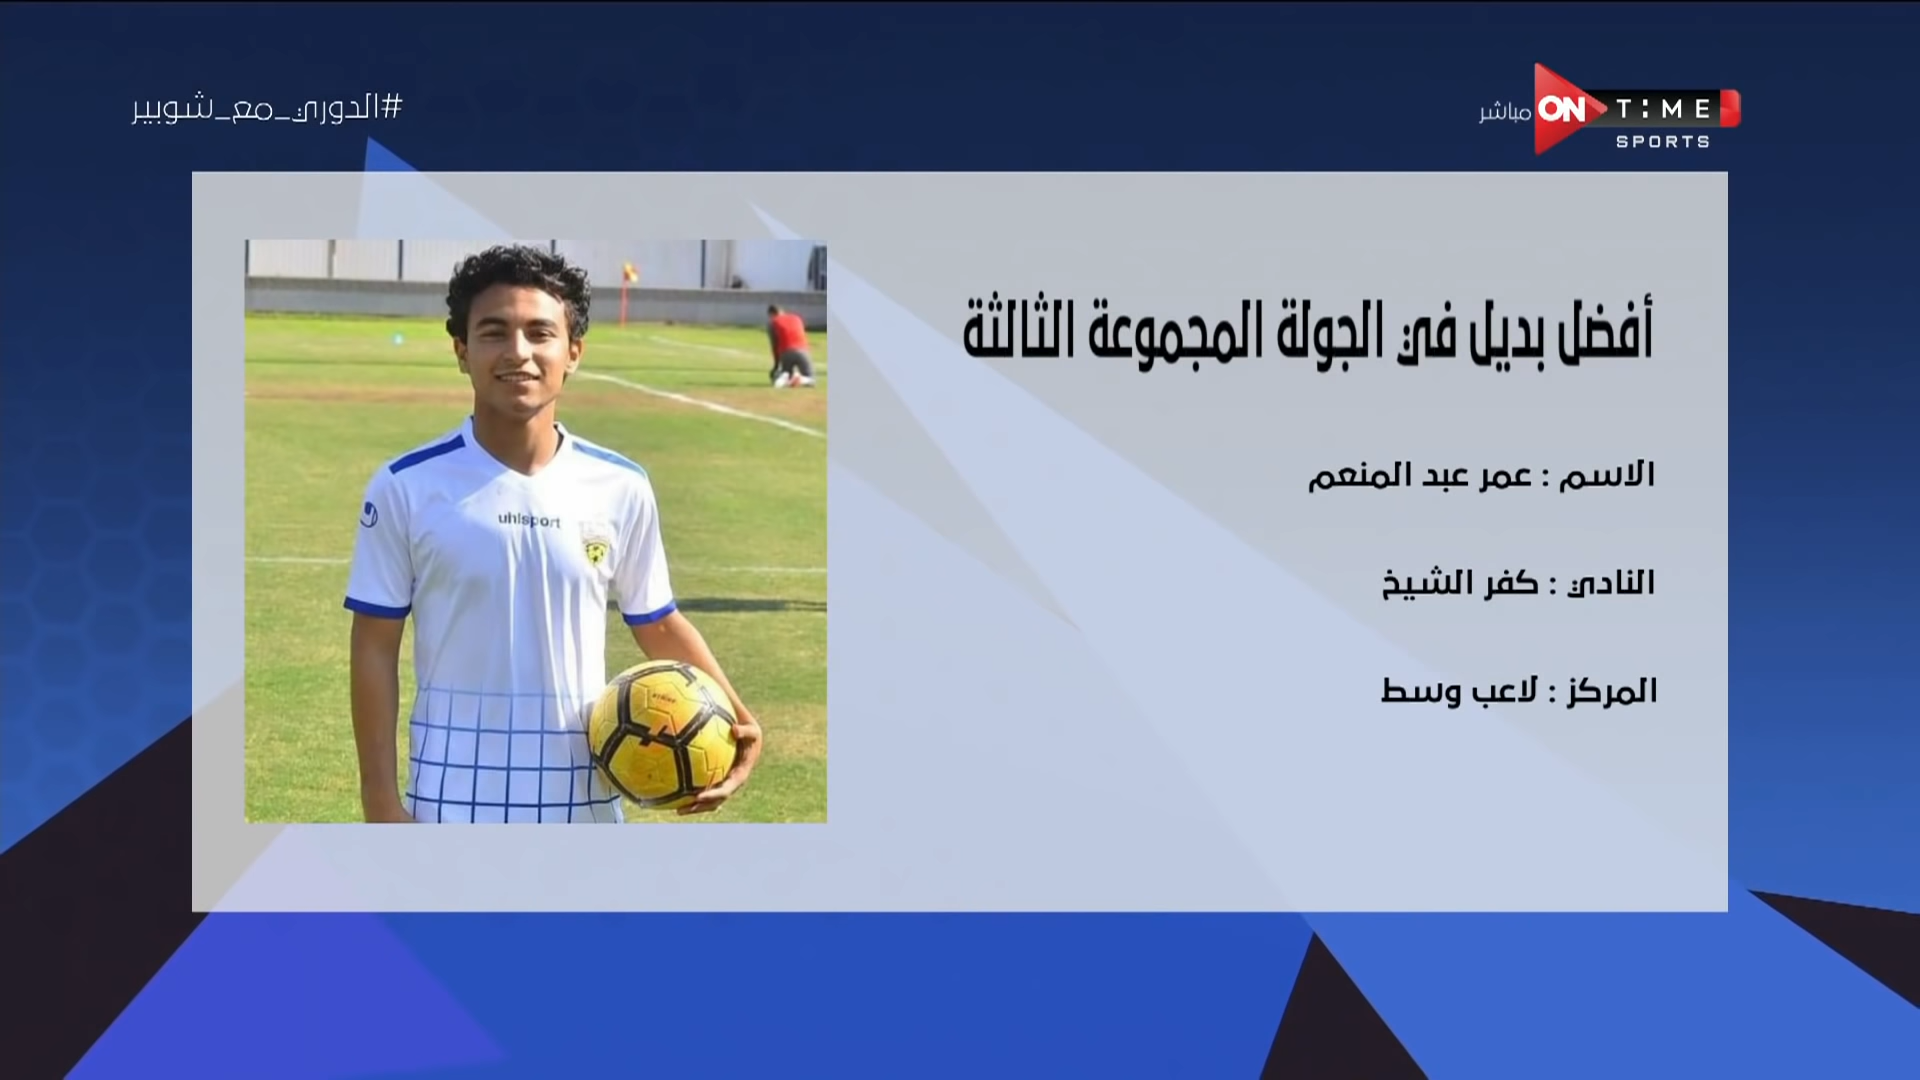 #الدوري_مع_شوبير
مباشر ON TIME
SPORTS
أفضل بديل في الجولة المجموعة الثالثة
الاسم : عمر عبد المنعم
النادي : كفر الشيخ
المركز : لاعب وسط
uhlsport